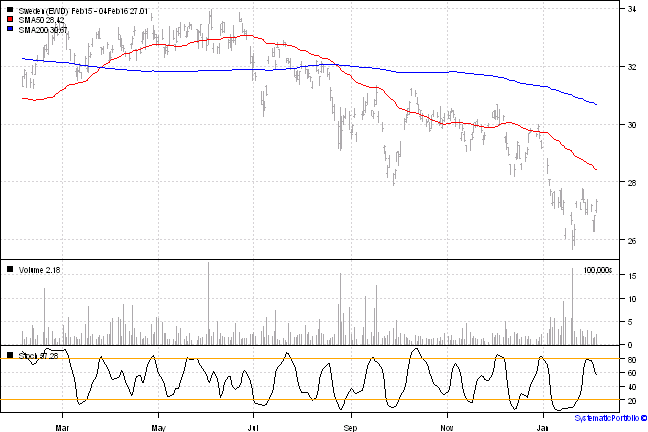 Sweden (EWD) Feb15 - 04Feb16 27.01
SMA50 28.42
SMA200 30.67
34
32
30
28
26
Volume 2.18
100,000s
15
10
5
0
Stoch 57.28
80
60
40
20
Mar May Jul Sep Nov Jan
SystematicPortfolio ©